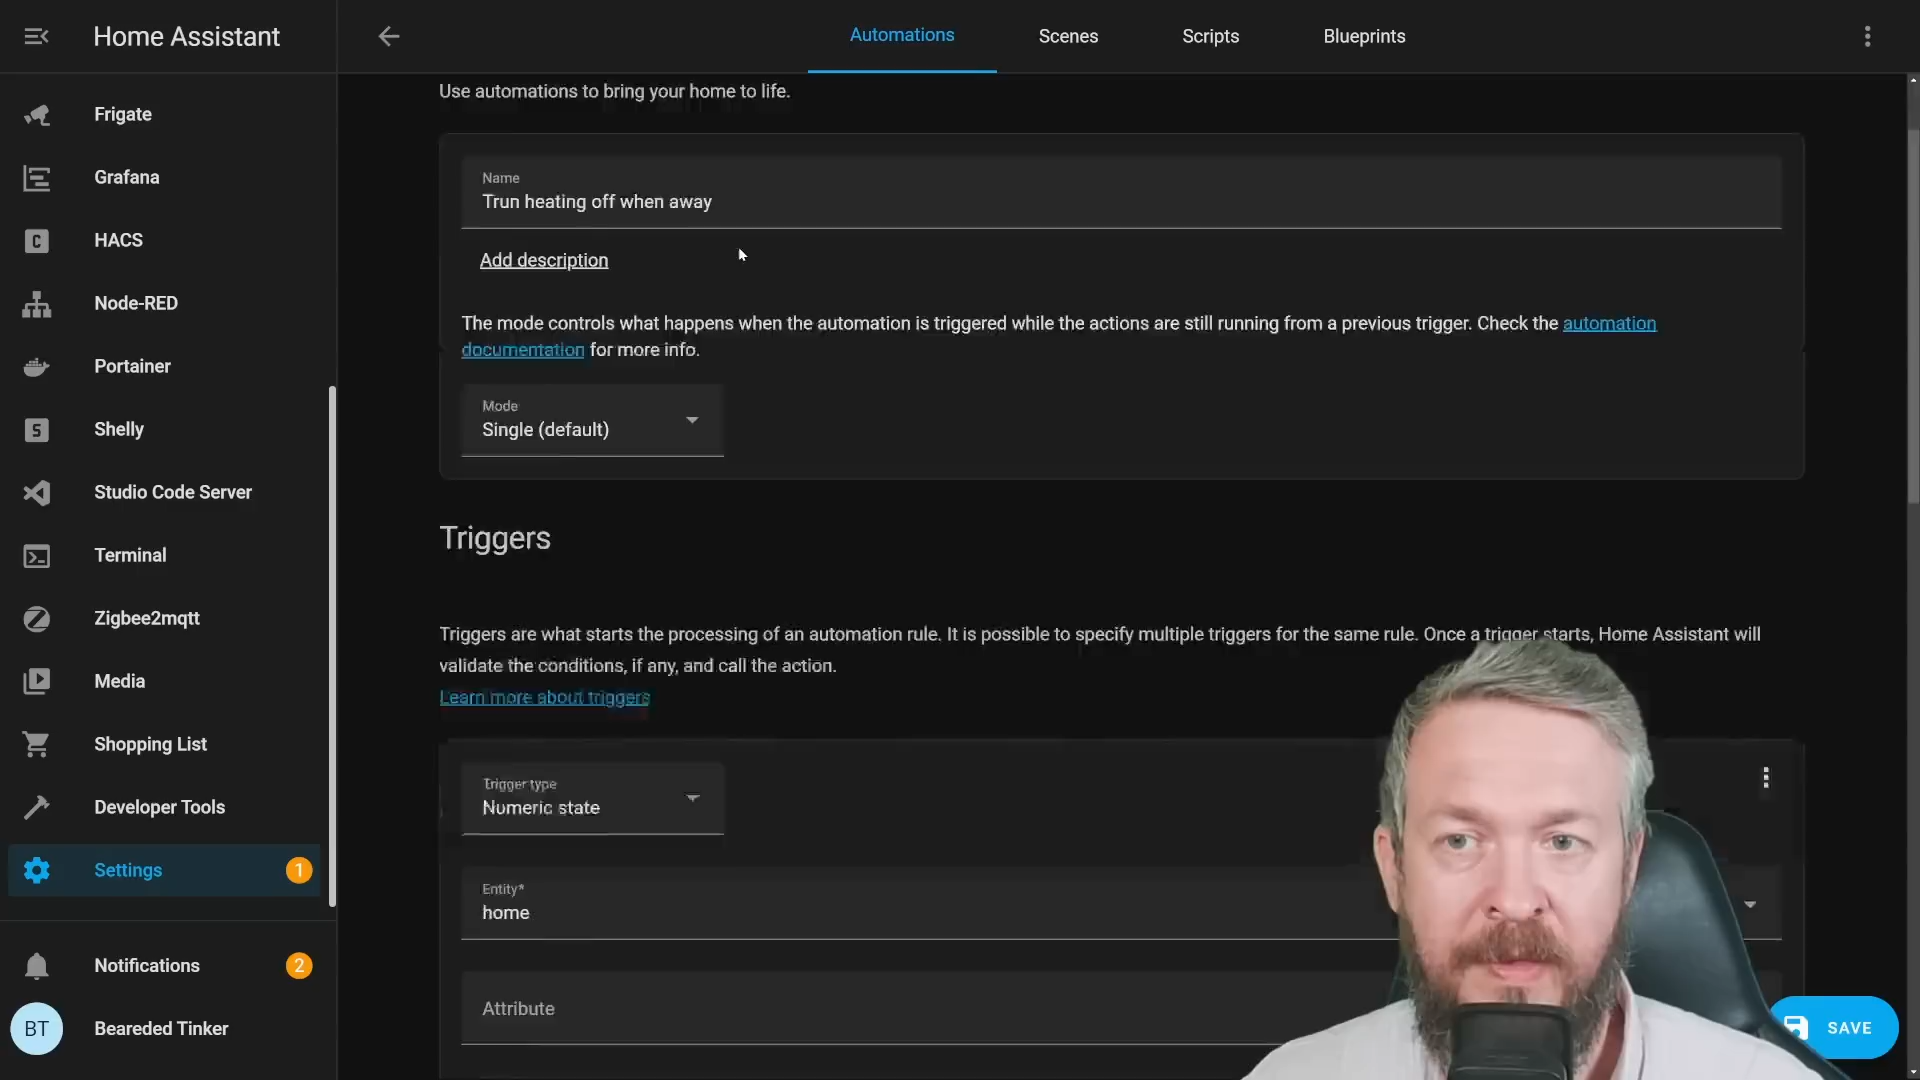 Home Assistant
Automations
Scenes
Scripts
Blueprints
Frigate
Grafana
C
HACS
Node-RED
Portainer
S
Shelly
Studio Code Server
Terminal
Zigbee2mqtt
Media
Shopping List
Developer Tools
Settings
1
Notifications
2
BT
Beareded Tinker
Use automations to bring your home to life.
Name
Trun heating off when away
Add description
The mode controls what happens when the automation is triggered while the actions are still running from a previous trigger. Check the automation
documentation for more info.
Mode
Single (default)
Triggers
Triggers are what starts the processing of an automation rule. It is possible to specify multiple triggers for the same rule. Once a trigger starts, Home Assistant will
validate the conditions, if any, and call the action.
Learn more about triggers
Trigger type
Numeric state
Entity*
home
Attribute
SAVE